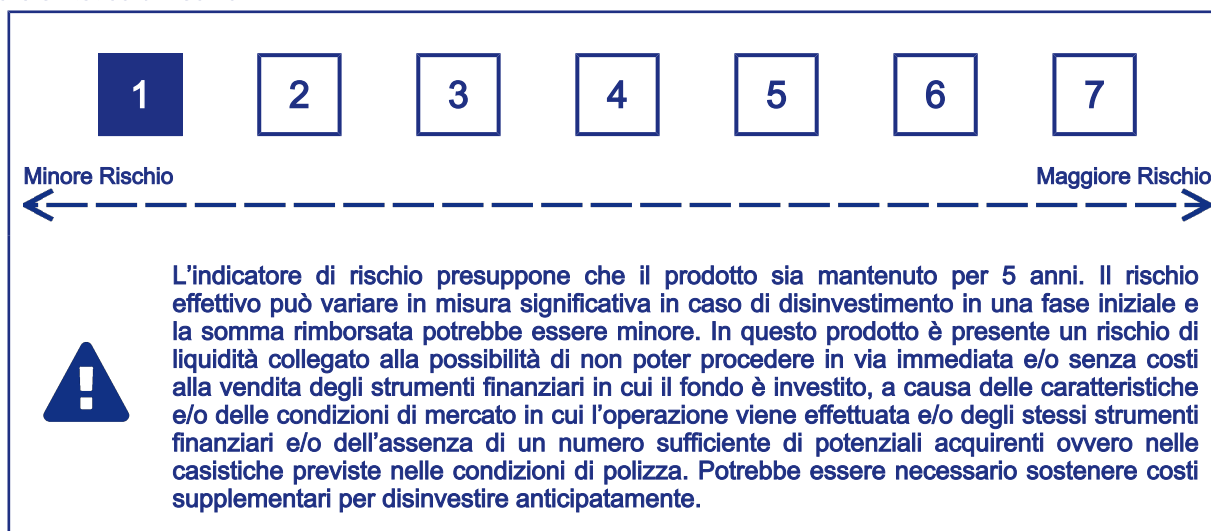 1 2 3 4 5 6 7
Minore Rischio Maggiore Rischio
L'indicatore di rischio presuppone che il prodotto sia mantenuto per 5 anni. Il rischio
effettivo può variare in misura significativa in caso di disinvestimento in una fase iniziale e
la somma rimborsata potrebbe essere minore. In questo prodotto è presente un rischio di
liquidità collegato alla possibilità di non poter procedere in via immediata e/o senza costi
alla vendita degli strumenti finanziari in cui il fondo è investito, a causa delle caratteristiche
e/o delle condizioni di mercato in cui l'operazione viene effettuata e/o degli stessi strumenti
finanziari e/o dell'assenza di un numero sufficiente di potenziali acquirenti ovvero nelle
casistiche previste nelle condizioni di polizza. Potrebbe essere necessario sostenere costi
supplementari per disinvestire anticipatamente.